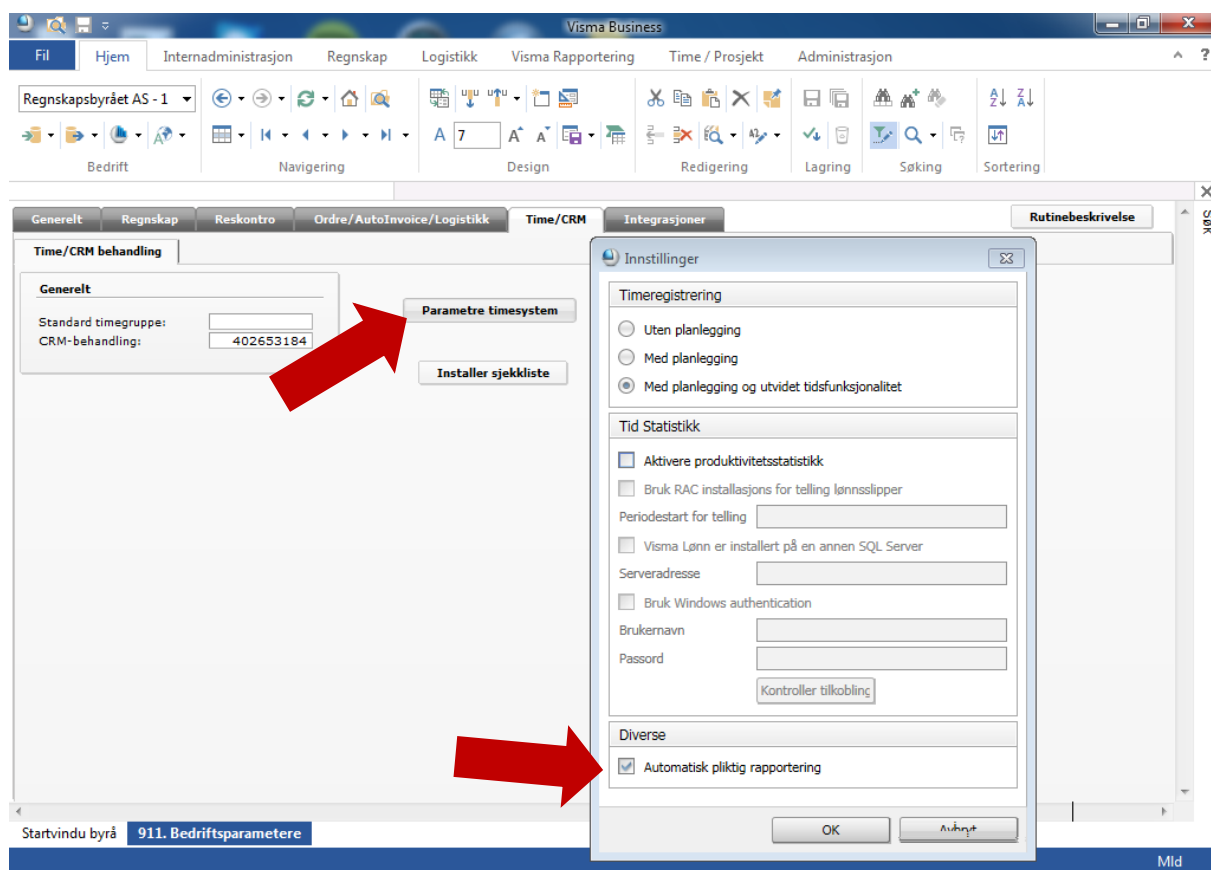 Visma Business
Fil Hjem Internadministrasjon Regnskap Logistikk Visma Rapportering Time / Prosjekt Administrasjon ?
Regnskapsbyrået AS - 1
A 7 A A
Bedrift Navigering Design Redigering Lagring Søking Sortering
SØK
Generelt Regnskap Reskontro Ordre/AutoInvoice/Logistikk Time/CRM Integrasjoner Rutinebeskrivelse
Time/CRM behandling
Generelt
Standard timegruppe:
CRM-behandling: 402653184
Parametre timesystem
Installer sjekkliste
Innstillinger
Timeregistrering
Uten planlegging
Med planlegging
Med planlegging og utvidet tidsfunksjonalitet
Tid Statistikk
Aktivere produktivitetsstatistikk
Bruk RAC installasjons for telling lønnsslipper
Periodestart for telling
Visma Lønn er installert på en annen SQL Server
Serveradresse
Bruk Windows authentication
Brukernavn
Passord
Kontroller tilkobling
Diverse
Automatisk pliktig rapportering
OK Avbryt
Startvindu byrå 911. Bedriftsparametere
Mld